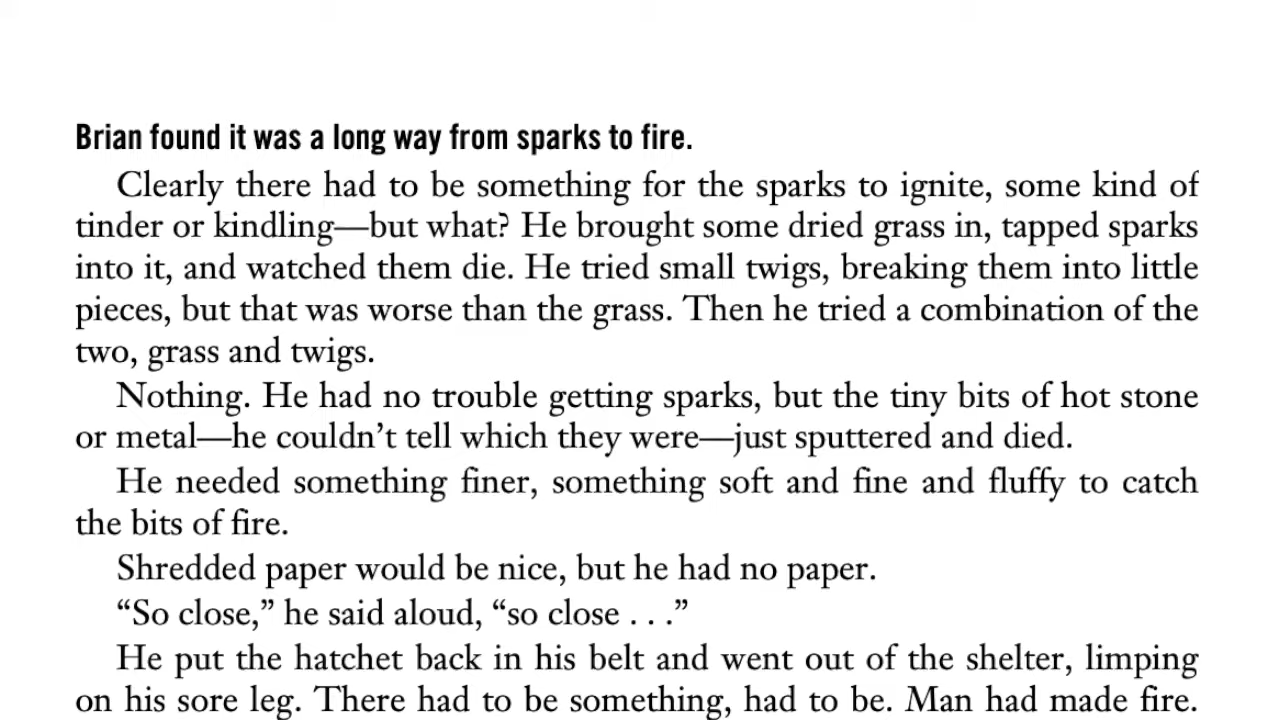 Brian found it was a long way from sparks to fire.
Clearly there had to be something for the sparks to ignite, some kind of
tinder or kindling—but what? He brought some dried grass in, tapped sparks
into it, and watched them die. He tried small twigs, breaking them into little
pieces, but that was worse than the grass. Then he tried a combination of the
two, grass and twigs.
Nothing. He had no trouble getting sparks, but the tiny bits of hot stone
or metal—he couldn’t tell which they were—just sputtered and died.
He needed something finer, something soft and fine and fluffy to catch
the bits of fire.
Shredded paper would be nice, but he had no paper.
“So close,” he said aloud, “so close . . .”
He put the hatchet back in his belt and went out of the shelter, limping
on his sore leg. There had to be something, had to be. Man had made fire.